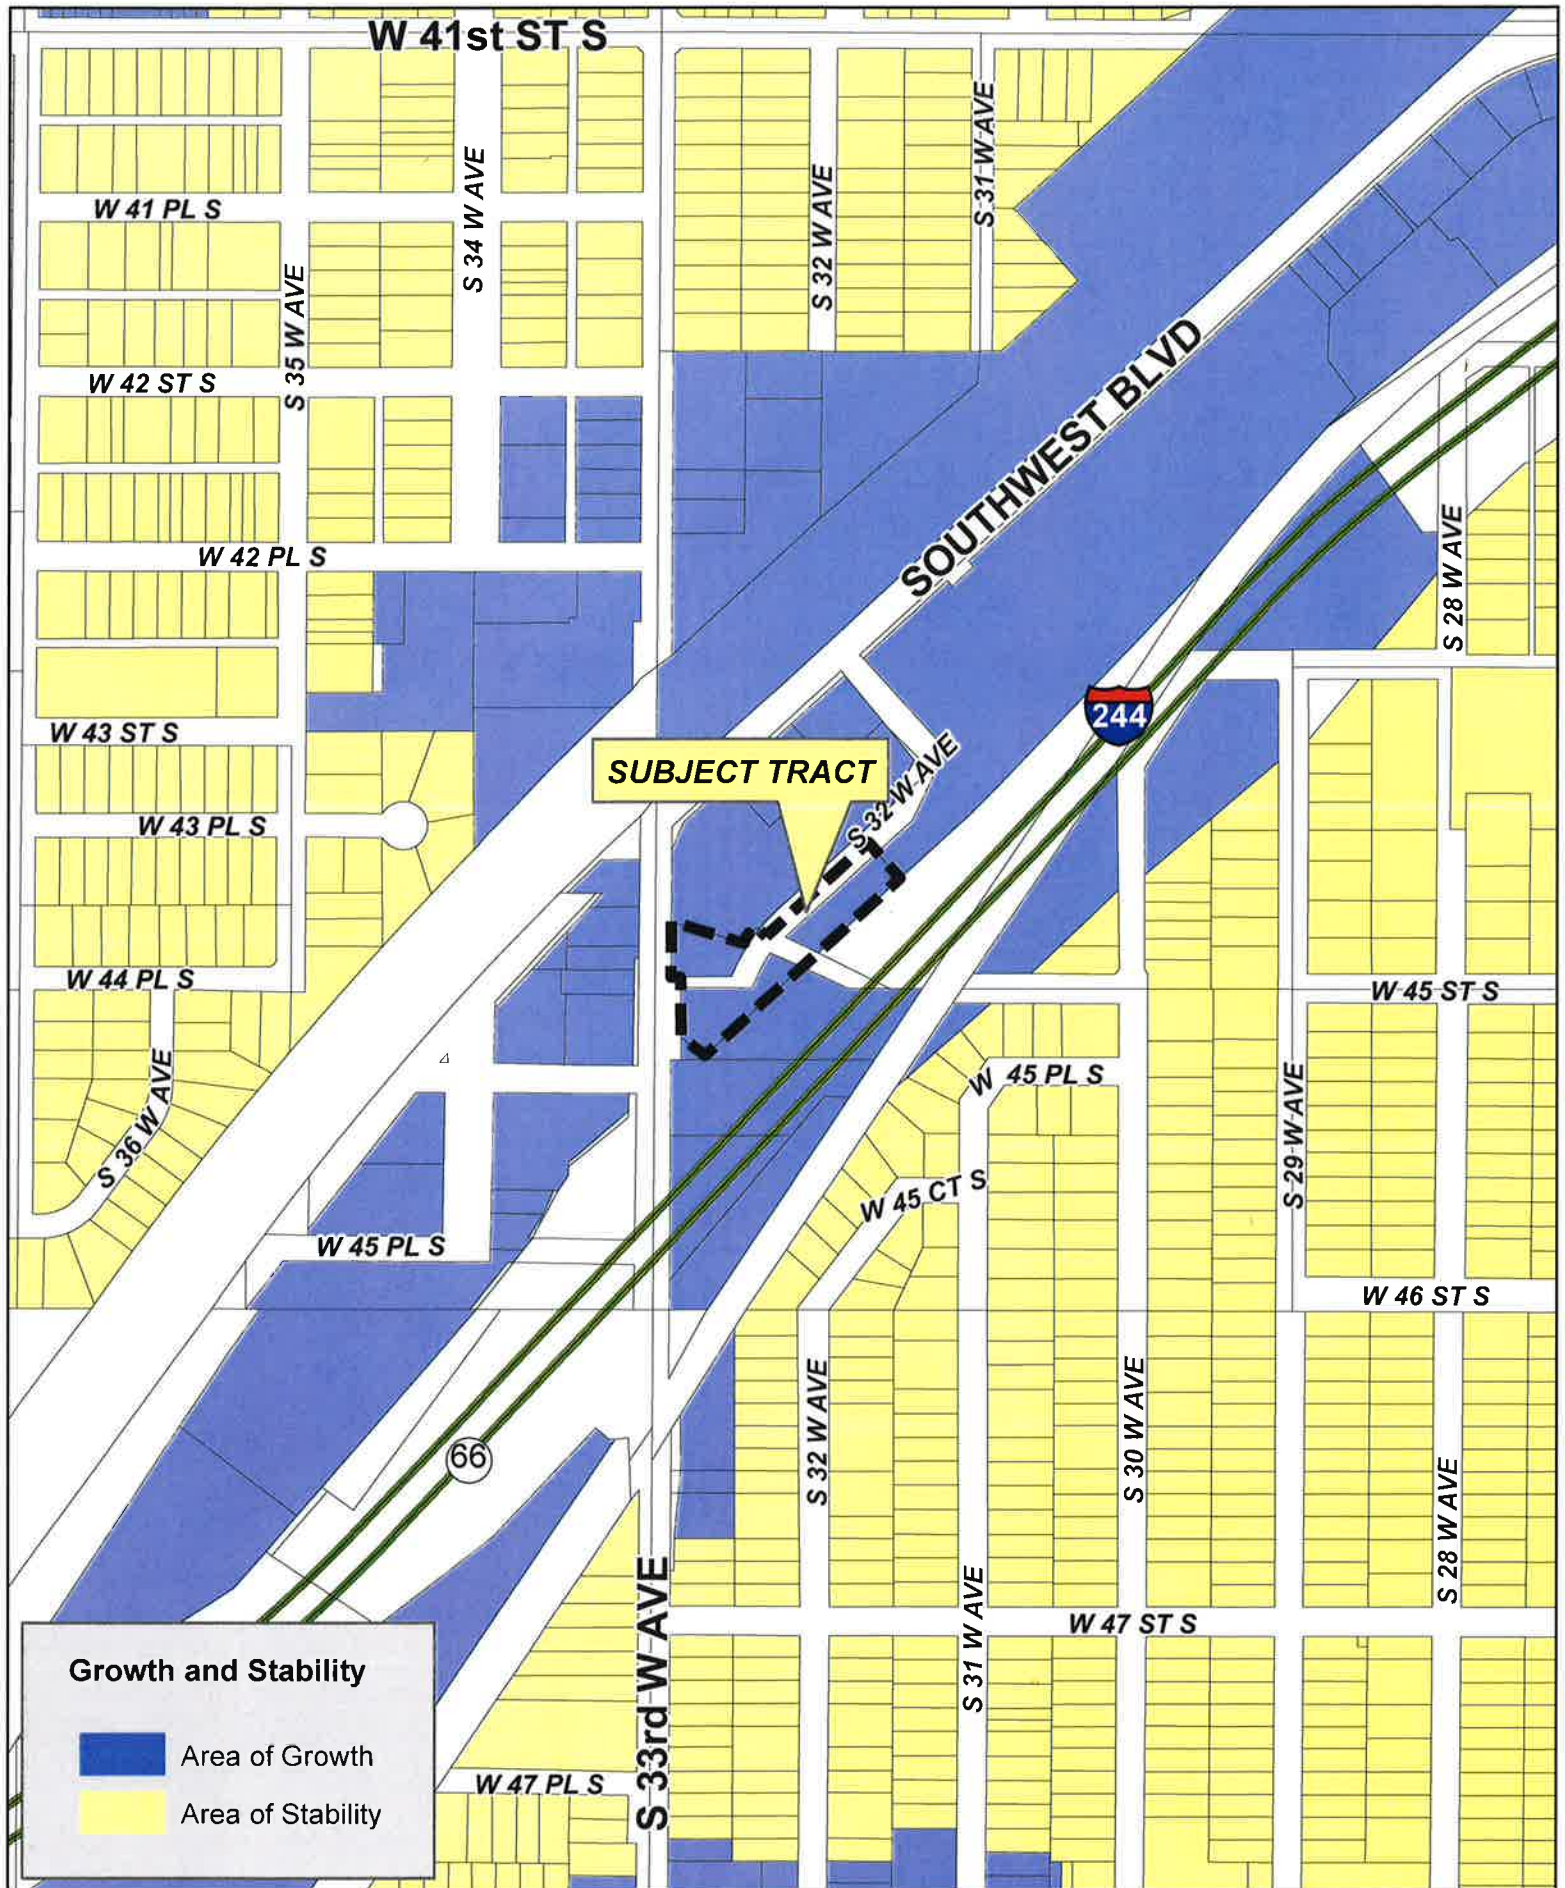 W 41st ST S
S 31 W AVE
S 34 W AVE
S 32 W AVE
W 41 PL S
S 35 W AVE
W 42 ST S
SOUTHWEST BLVD
W 42 PL S
S 28 W AVE
244
W 43 ST S
SUBJECT TRACT
S 32 W AVE
W 43 PL S
W 44 PL S
W 45 ST S
S 36 W AVE
W 45 PL S
S 29 W AVE
W 45 CT S
W 45 PL S
W 46 ST S
S 32 W AVE
S 30 W AVE
66
S 28 W AVE
S 33rd W AVE
S 31 W AVE
W 47 ST S
W 47 PL S
Growth and Stability
Area of Growth
Area of Stability